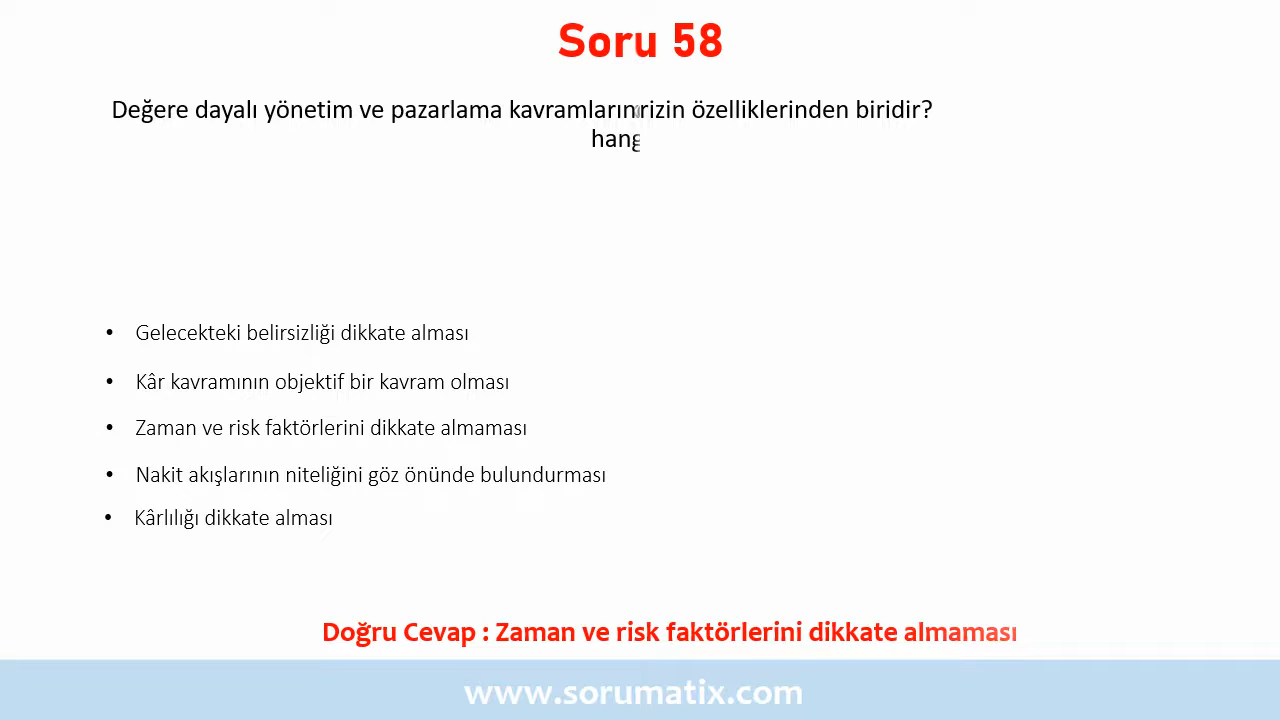 Soru 58
Değere dayalı yönetim ve pazarlama özelliklerinden biridir?
• Gelecekteki belirsizliği dikkate alması
• Kâr kavramının objektif bir kavram olması
• Zaman ve risk faktörlerini dikkate almaması
• Nakit akışlarının niteliğini göz önünde bulundurması
• Kârlılığı dikkate alması
Doğru Cevap : Zaman ve risk faktörlerini dikkate almaması
www.sorumatix.com